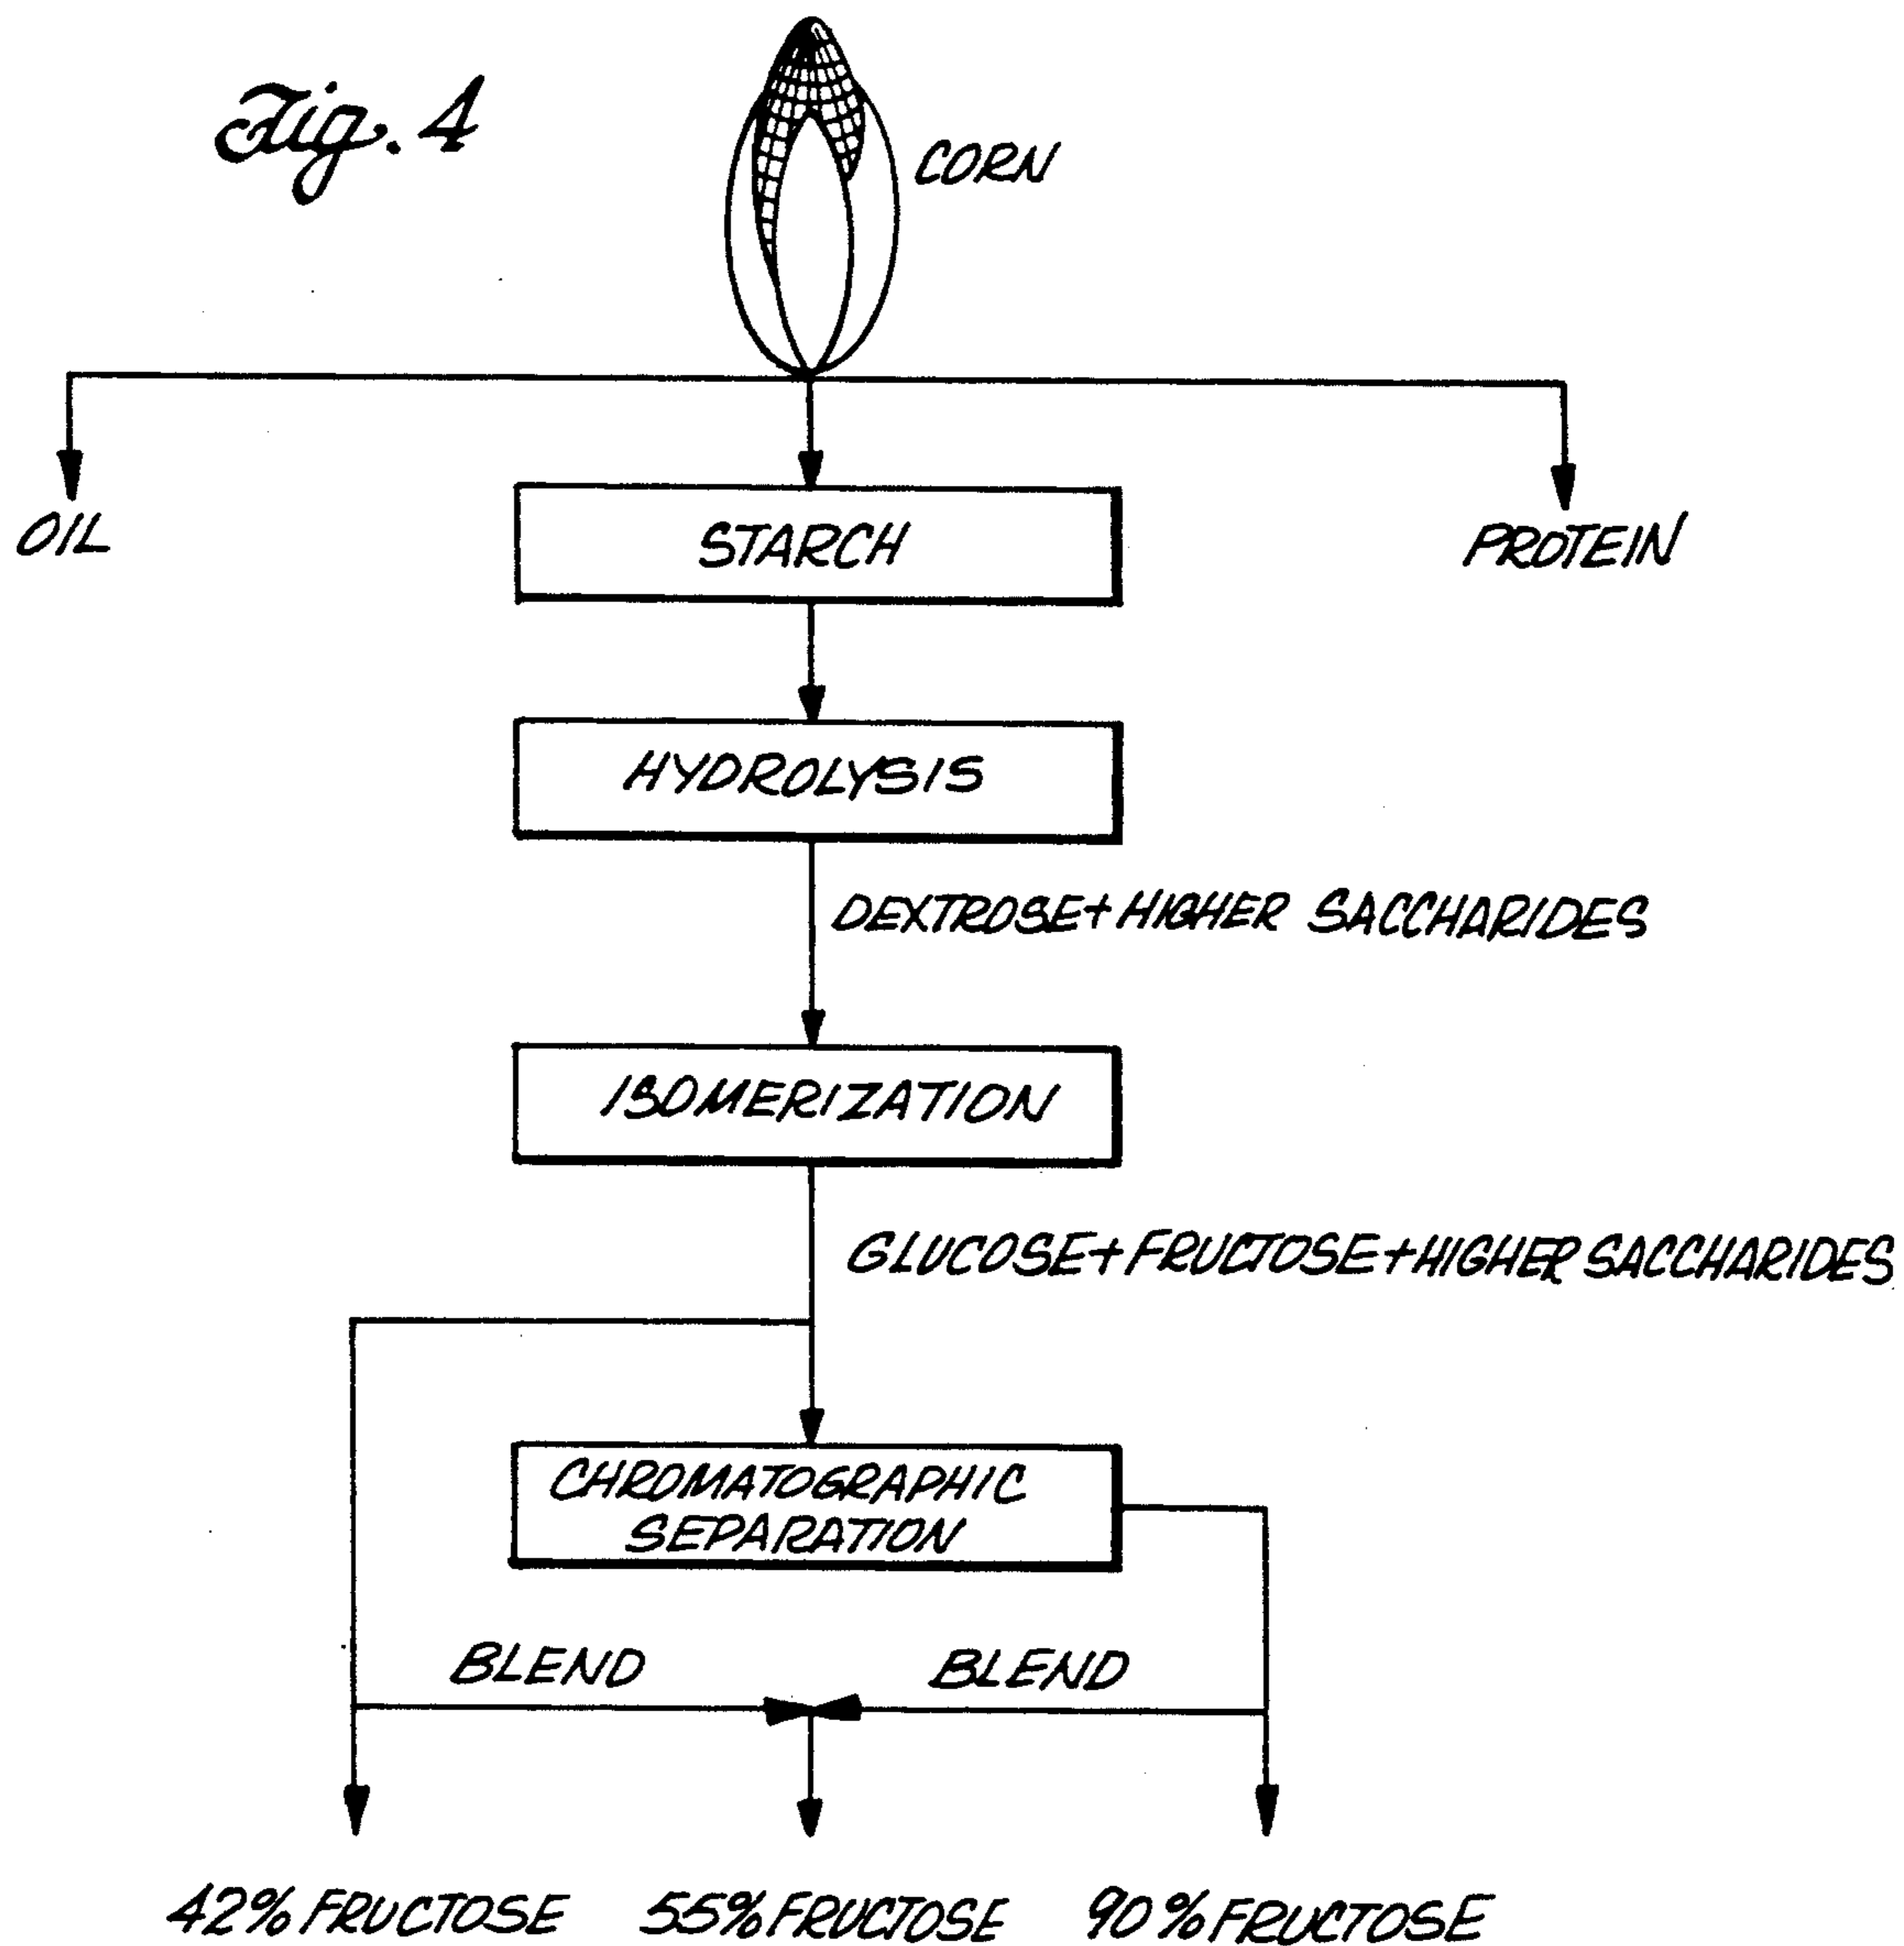 Fig. 4
CORN
OIL
STARCH
PROTEIN
HYDROLYSIS
DEXTROSE+HIGHER SACCHARIDES
ISOMERIZATION
GLUCOSE+FRUCTOSE+HIGHER SACCHARIDES
CHROMATOGRAPHIC
SEPARATION
BLEND
BLEND
42% FRUCTOSE
55% FRUCTOSE
90% FRUCTOSE